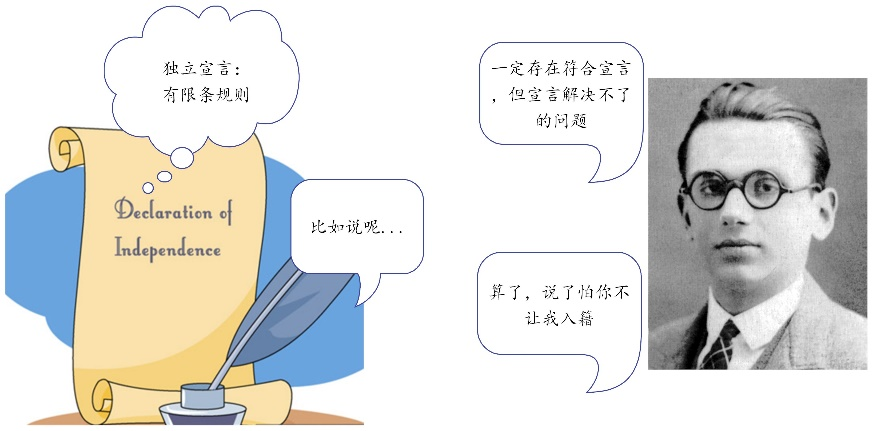 独立宣言：
有限条规则
Declaration of
Independence
比如说呢...
一定存在符合宣言
，但宣言解决不了
的问题
算了，说了怕你不
让我入籍